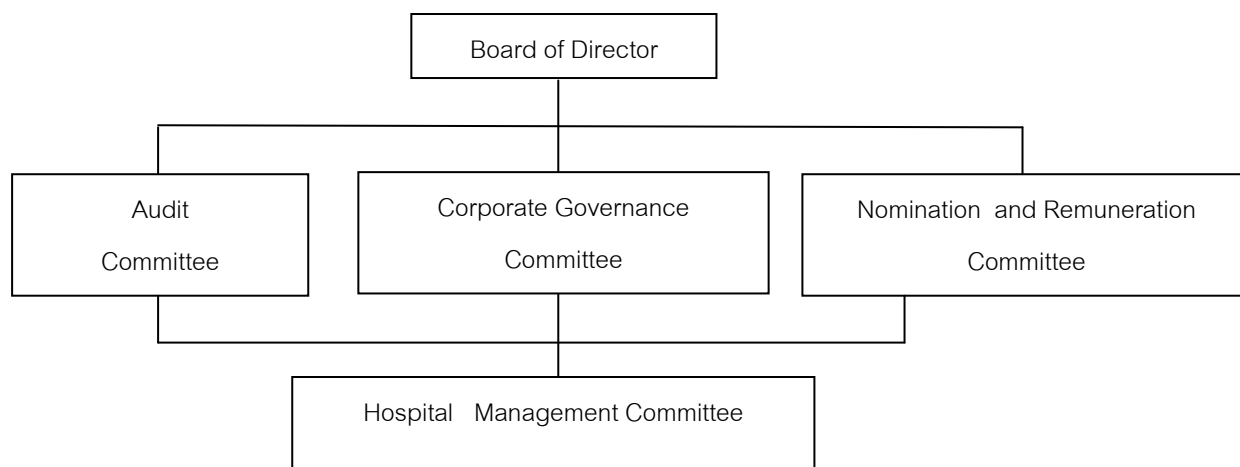 Board of Director
Audit
Committee
Corporate Governance
Committee
Nomination and Remuneration
Committee
Hospital Management Committee